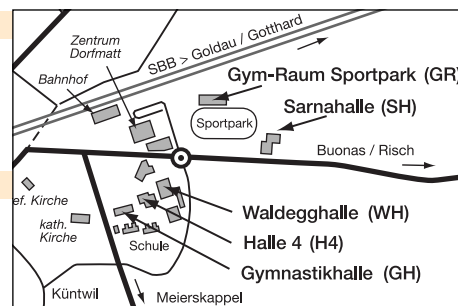 Zentrum
Dorfmatt
SBB > Goldau / Gotthard
Bahnhof
Gym-Raum Sportpark (GR)
Sarnahalle (SH)
Sportpark
Buonas / Risch
ef. Kirche
kath.
Kirche
Waldegghalle (WH)
Halle 4 (H4)
Schule
Gymnastikhalle (GH)
Küntwil
Meierskappel